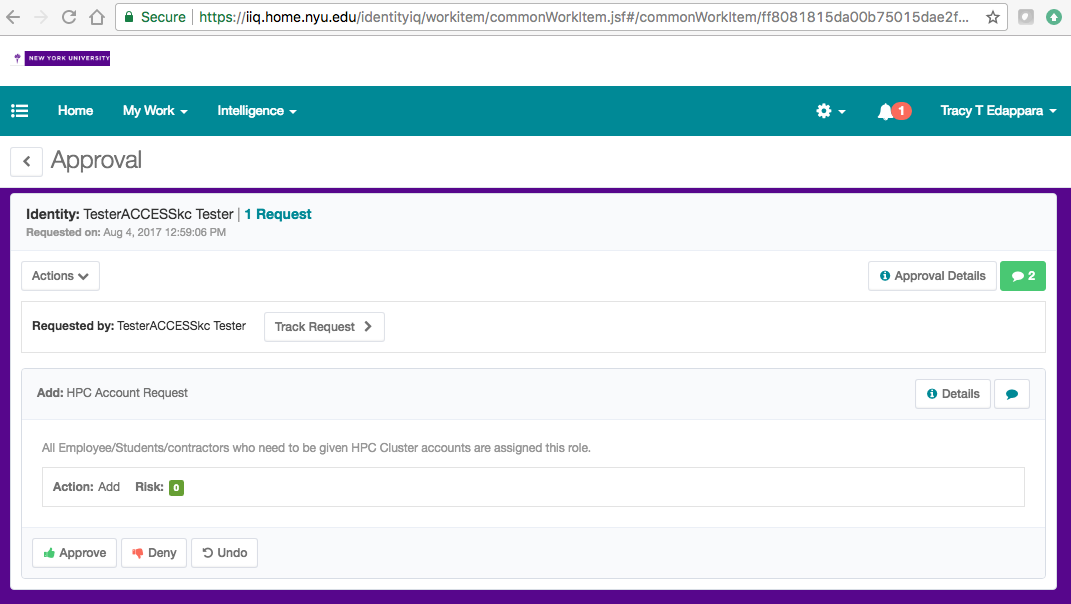 Secure https://iiq.home.nyu.edu/identityiq/workitem/commonWorkItem.jsf#/commonWorkItem/ff8081815da00b75015dae2f...
NEW YORK UNIVERSITY
Home My Work Intelligence 1 Tracy T Edappara
Approval
Identity: TesterACCESSkc Tester | 1 Request
Requested on: Aug 4, 2017 12:59:06 PM
Actions Approval Details 2
Requested by: TesterACCESSkc Tester Track Request
Add: HPC Account Request Details
All Employee/Students/contractors who need to be given HPC Cluster accounts are assigned this role.
Action: Add Risk: 0
Approve Deny Undo